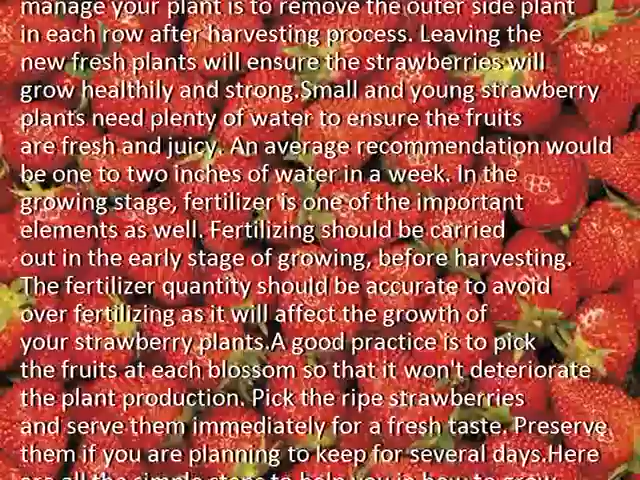 manage your plant is to remove the outer side plant
in each row after harvesting process. Leaving the
new fresh plants will ensure the strawberries will
grow healthily and strong.Small and young strawberry
plants need plenty of water to ensure the fruits
are fresh and juicy. An average recommendation would
be one to two inches of water in a week. In the
growing stage, fertilizer is one of the important
elements as well. Fertilizing should be carried
out in the early stage of growing, before harvesting.
The fertilizer quantity should be accurate to avoid
over fertilizing as it will affect the growth of
your strawberry plants.A good practice is to pick
the fruits at each blossom so that it won't deteriorate
the plant production. Pick the ripe strawberries
and serve them immediately for a fresh taste. Preserve
them if you are planning to keep for several days.Here
are all the simple steps to help you in how to grow